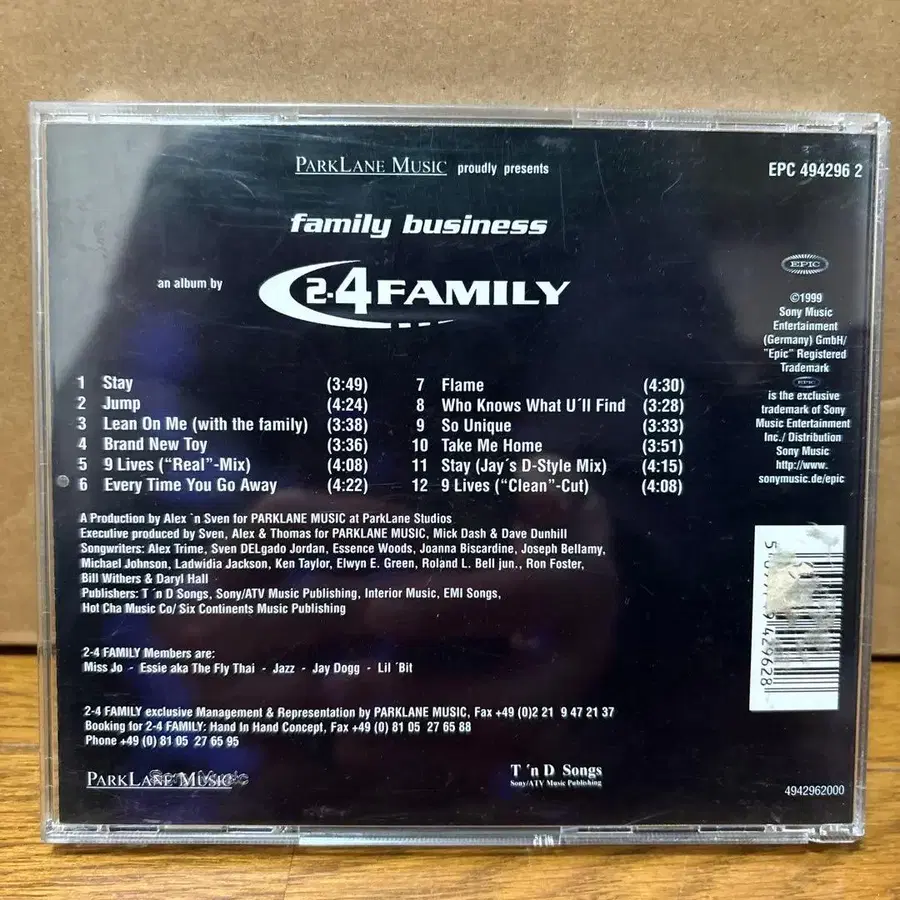 PARKLANE MUSIC proudly presents
EPC 494296 2
family business
an album by
2-4 FAMILY
EPIC
©1999
Sony Music
Entertainment
(Germany) GmbH/
"Epic" Registered
Trademark
EPIC
is the exclusive
trademark of Sony
Music Entertainment
Inc./ Distribution
Sony Music
http://www.
sonymusic.de/epic
1 Stay (3:49)
2 Jump (4:24)
3 Lean On Me (with the family) (3:38)
4 Brand New Toy (3:36)
5 9 Lives (“Real”-Mix) (4:08)
6 Every Time You Go Away (4:22)
7 Flame (4:30)
8 Who Knows What U´ll Find (3:28)
9 So Unique (3:33)
10 Take Me Home (3:51)
11 Stay (Jay´s D-Style Mix) (4:15)
12 9 Lives (“Clean”-Cut) (4:08)
A Production by Alex `n Sven for PARKLANE MUSIC at ParkLane Studios
Executive produced by Sven, Alex & Thomas for PARKLANE MUSIC, Mick Dash & Dave Dunhill
Songwriters: Alex Trime, Sven DELgado Jordan, Essence Woods, Joanna Biscardine, Joseph Bellamy,
Michael Johnson, Ladwidia Jackson, Ken Taylor, Elwyn E. Green, Roland L. Bell jun., Ron Foster,
Bill Withers & Daryl Hall
Publishers: T ´n D Songs, Sony/ATV Music Publishing, Interior Music, EMI Songs,
Hot Cha Music Co/ Six Continents Music Publishing
2-4 FAMILY Members are:
Miss Jo - Essie aka The Fly Thai - Jazz - Jay Dogg - Lil ´Bit
2-4 FAMILY exclusive Management & Representation by PARKLANE MUSIC, Fax +49 (0)2 21 9 47 21 37
Booking for 2-4 FAMILY: Hand In Hand Concept, Fax +49 (0) 81 05 27 65 88
Phone +49 (0) 81 05 27 65 95
PARKLANE MUSIC
T ´n D Songs
Sony/ATV Music Publishing
429628
4942962000